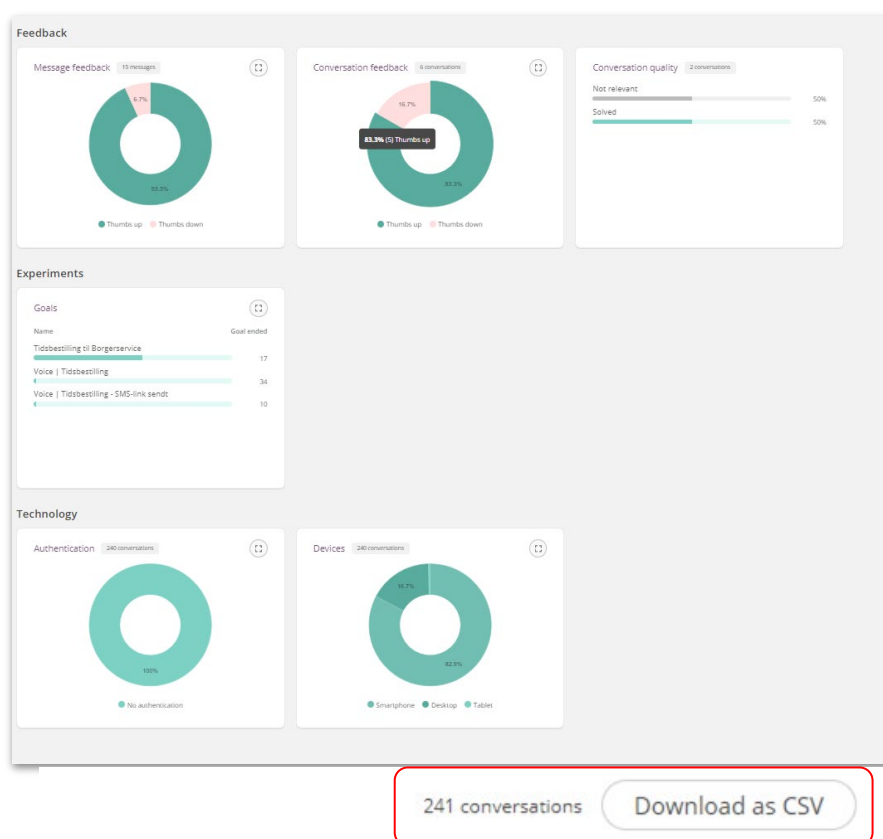 Feedback
Message feedback 15 messages
6.7%
93.3%
Thumbs up Thumbs down
Conversation feedback 6 conversations
16.7%
83.3% (5) Thumbs up
83.3%
Thumbs up Thumbs down
Conversation quality 2 conversations
Not relevant
50%
Solved
50%
Experiments
Goals
Name Goal ended
Tidsbestilling til Borgerservice
17
Voice | Tidsbestilling
34
Voice | Tidsbestilling - SMS-link sendt
10
Technology
Authentication 240 conversations
100%
No authentication
Devices 240 conversations
16.7%
82.9%
Smartphone Desktop Tablet
241 conversations Download as CSV